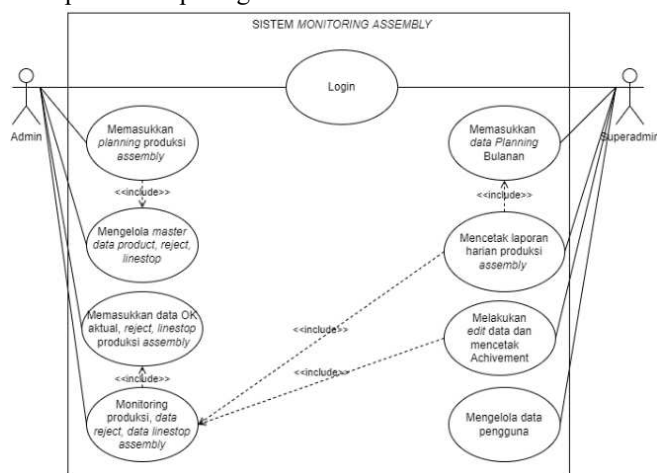 SISTEM MONITORING ASSEMBLY
Login
Admin
Superadmin
Memasukkan
planning produksi
assembly
<<include>>
Mengelola master
data product, reject,
linestop
Memasukkan data OK
aktual, reject, linestop
produksi assembly
<<include>>
Monitoring
produksi, data
reject, data linestop
assembly
Memasukkan
data Planning
Bulanan
<<include>>
Mencetak laporan
harian produksi
assembly
<<include>>
Melakukan
edit data dan
mencetak
Achivement
<<include>>
Mengelola data
pengguna